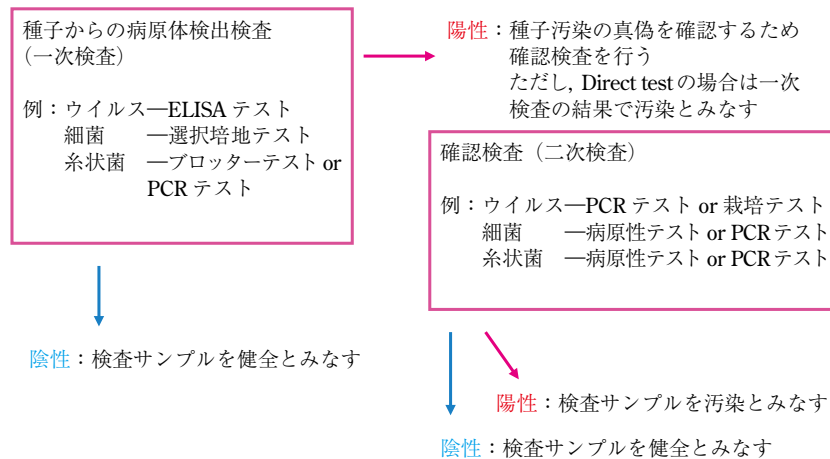 種子からの病原体検出検査
(一次検査)
例：ウイルス―ELISA テスト
細菌　　―選択培地テスト
糸状菌　―ブロッターテスト or
PCR テスト
陽性：種子汚染の真偽を確認するため
確認検査を行う
ただし, Direct test の場合は一次
検査の結果で汚染とみなす
確認検査（二次検査）
例：ウイルス―PCR テスト or 栽培テスト
細菌　　―病原性テスト or PCR テスト
糸状菌　―病原性テスト or PCR テスト
陰性：検査サンプルを健全とみなす
陽性：検査サンプルを汚染とみなす
陰性：検査サンプルを健全とみなす